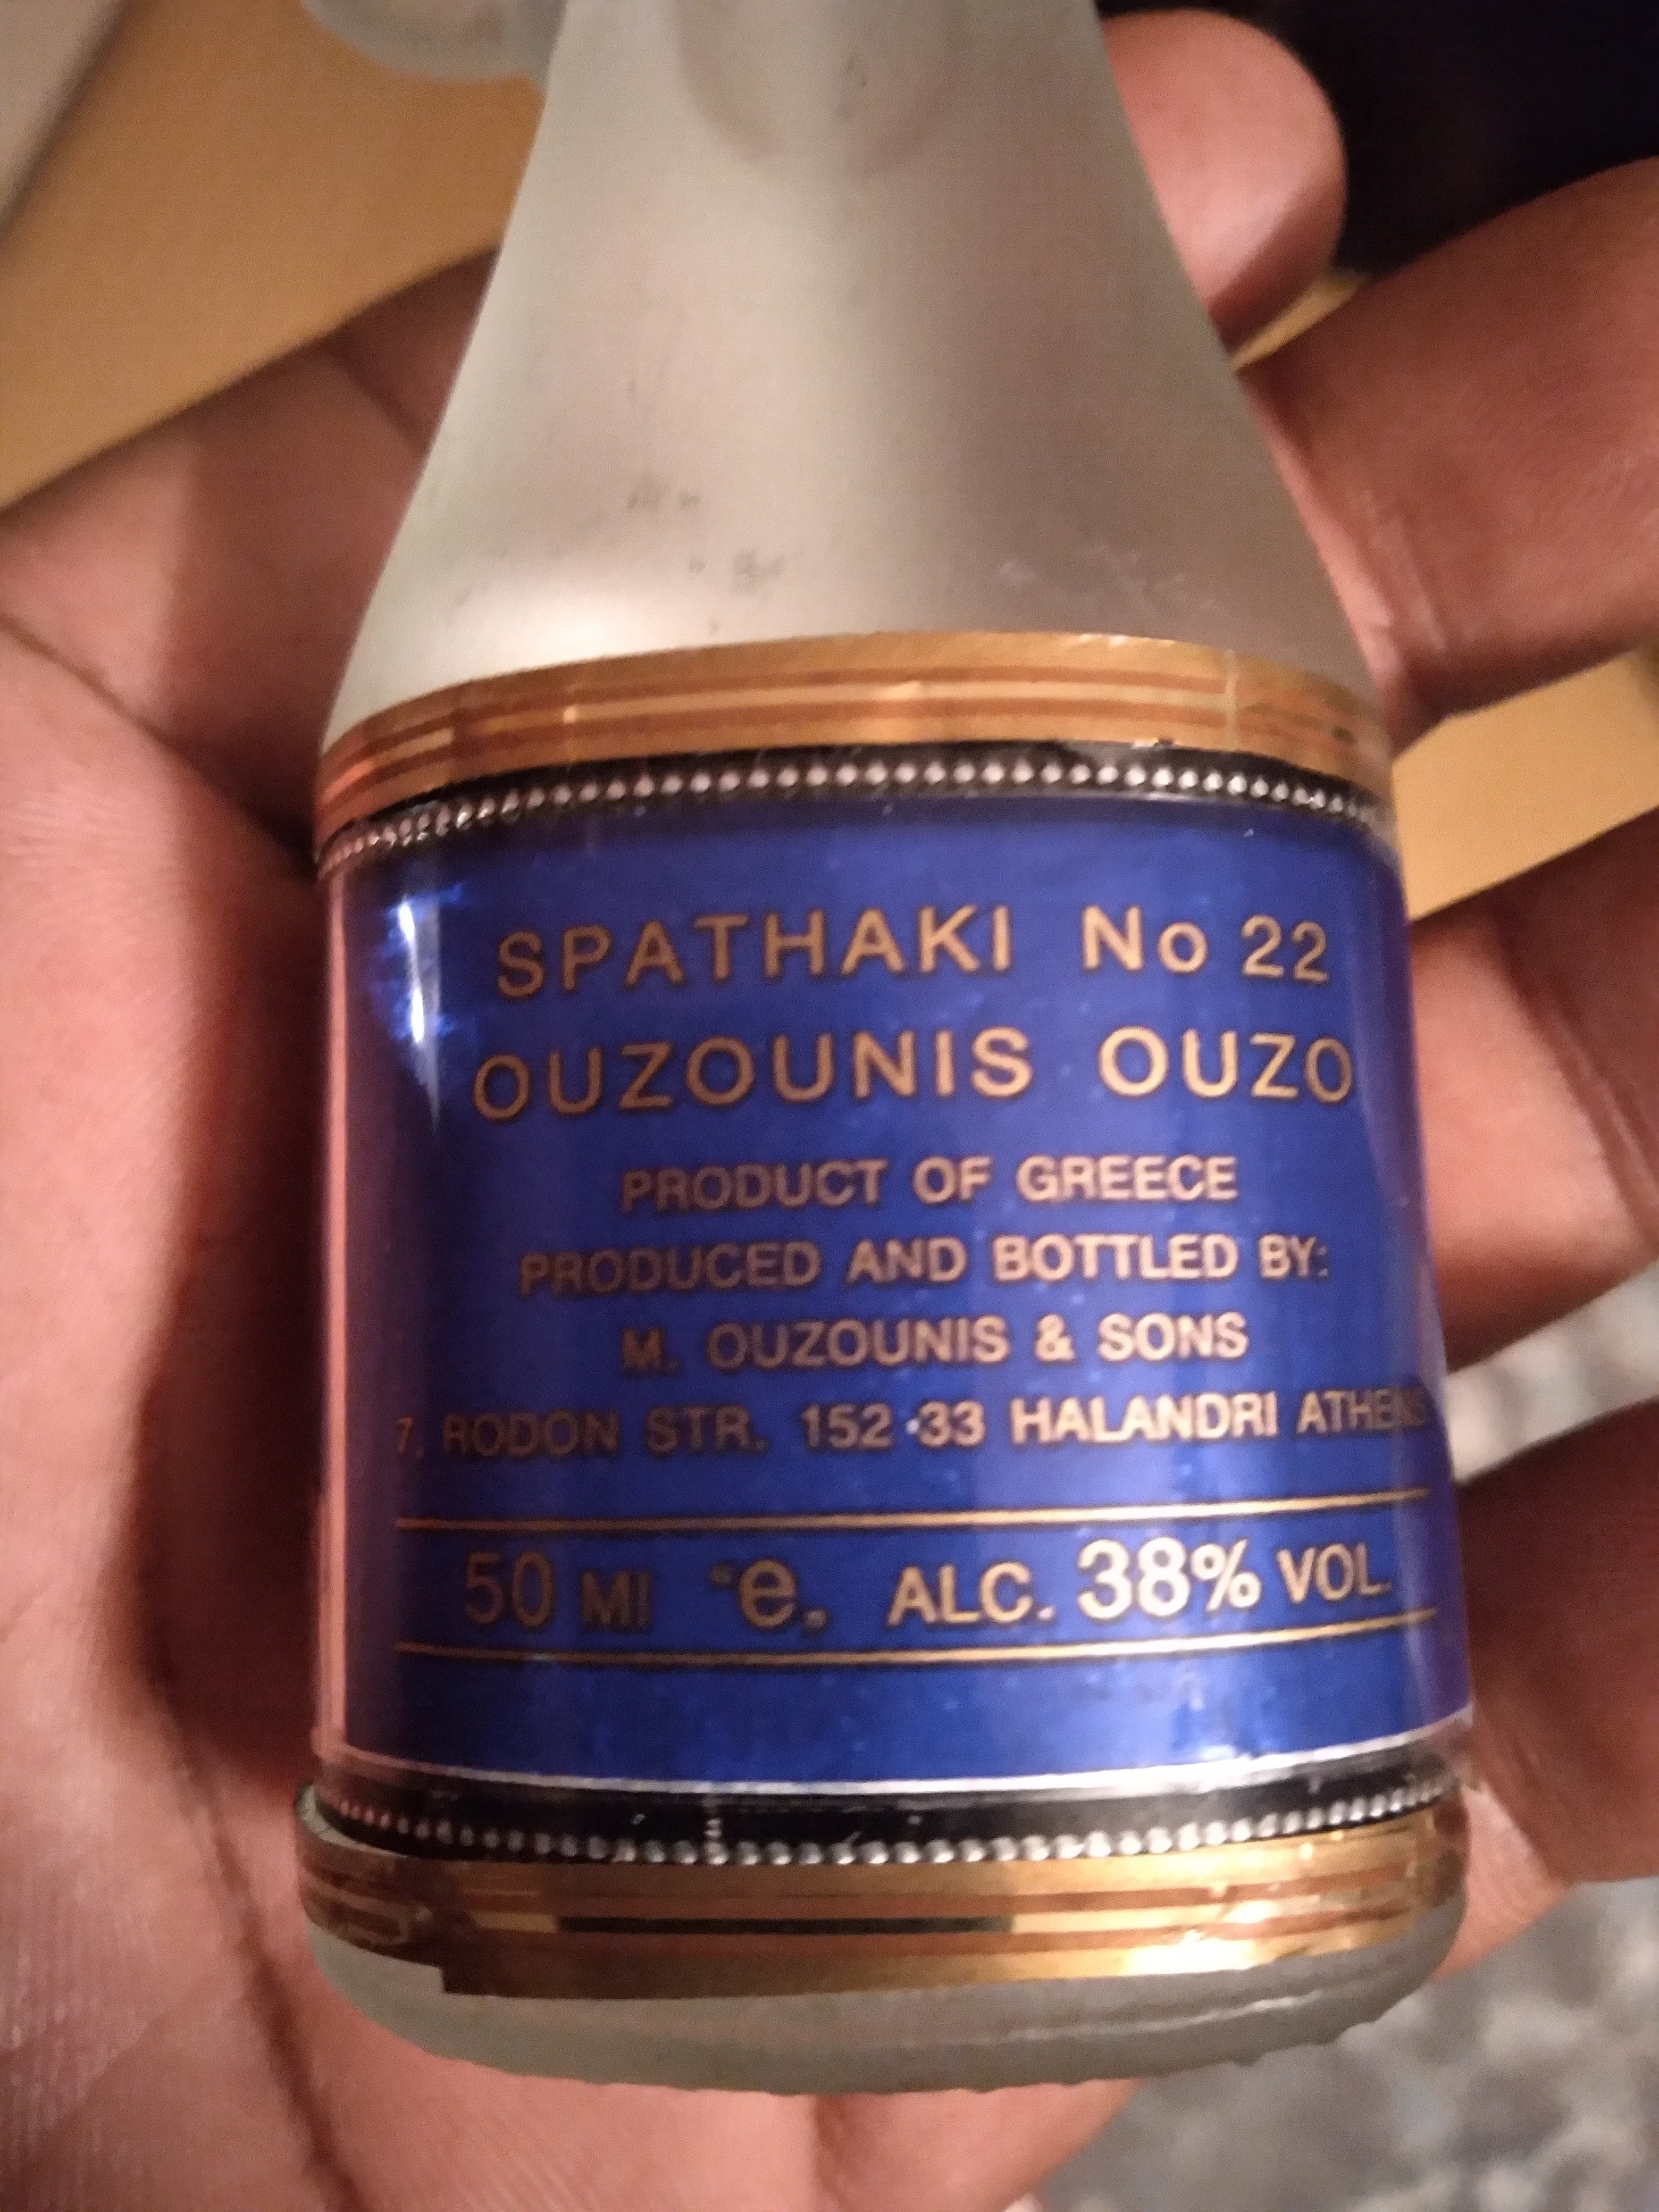 SPATHAKI No 22
OUZOUNIS OUZO
PRODUCT OF GREECE
PRODUCED AND BOTTLED BY:
M. OUZOUNIS & SONS
7, RODON STR. 152 33 HALANDRI ATHENS
50 Ml "e„ ALC. 38% VOL.